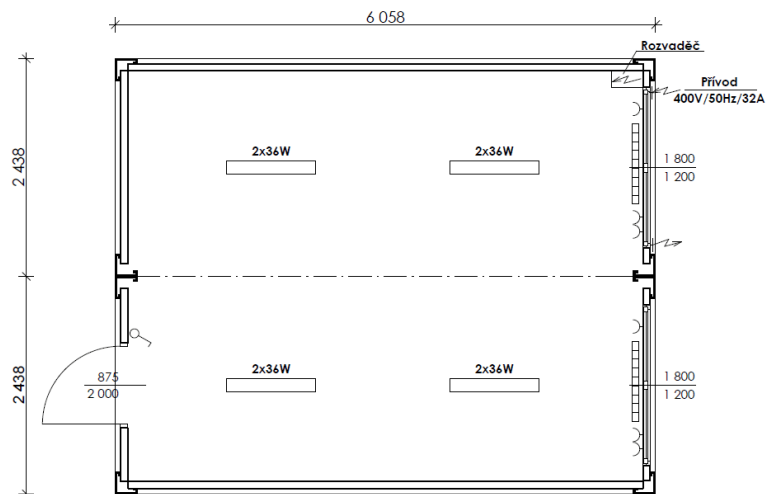 6 058
Rozvaděč
Přívod
400V/50Hz/32A
2 438
2x36W
2x36W
1 800
1 200
2 438
2x36W
2x36W
875
2 000
1 800
1 200